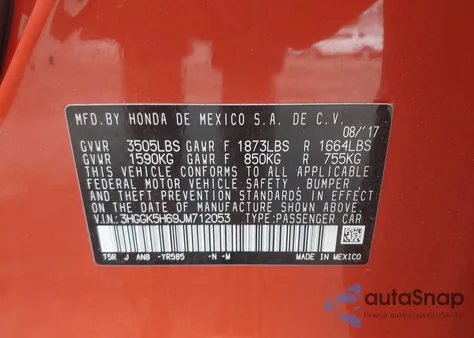 MFD.BY HONDA DE MEXICO S.A. DE C.V.
08/'17
GVWR 3505LBS GAWR F 1873LBS R 1664LBS
GVWR 1590KG GAWR F 850KG R 755KG
THIS VEHICLE CONFORMS TO ALL APPLICABLE
FEDERAL MOTOR VEHICLE SAFETY, BUMPER
AND THEFT PREVENTION STANDARDS IN EFFECT
ON THE DATE OF MANUFACTURE SHOWN ABOVE.
V.I.N.: 3HGGK5H69JM712053 TYPE:PASSENGER CAR
T5R J AN8 -YR585 -N -M MADE IN MEXICO
autoSnap